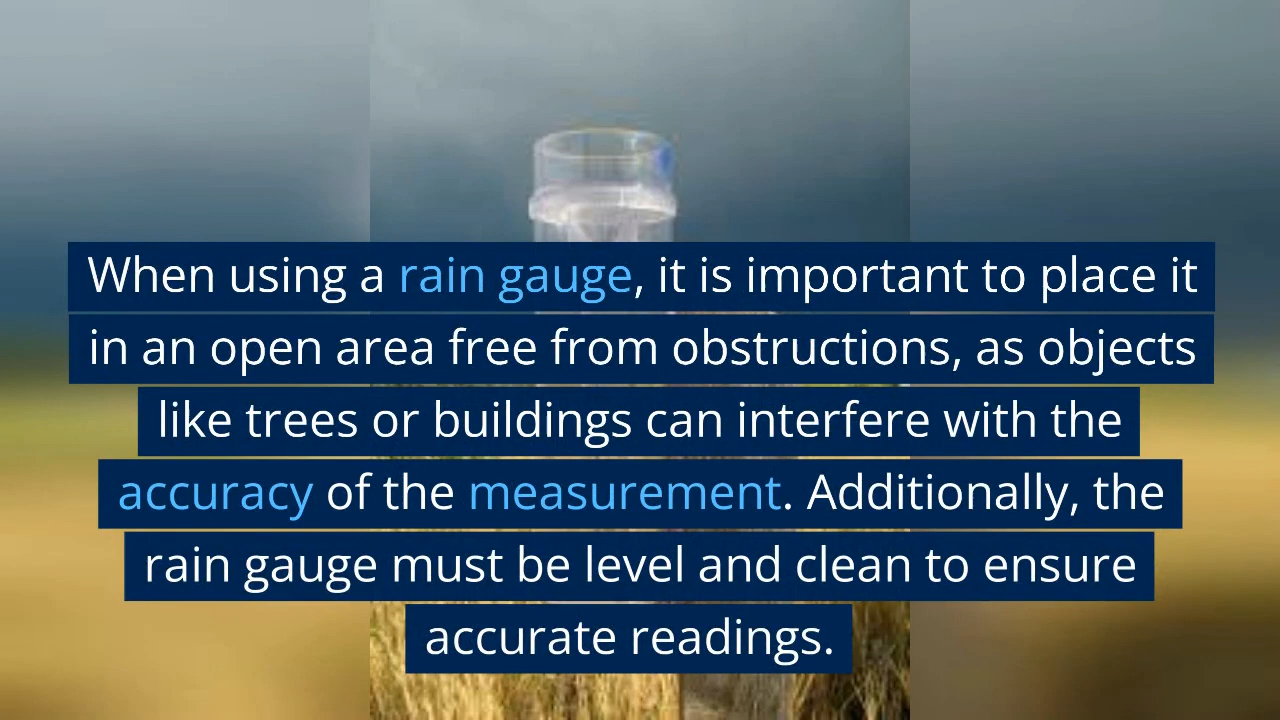 When using a rain gauge, it is important to place it
in an open area free from obstructions, as objects
like trees or buildings can interfere with the
accuracy of the measurement. Additionally, the
rain gauge must be level and clean to ensure
accurate readings.